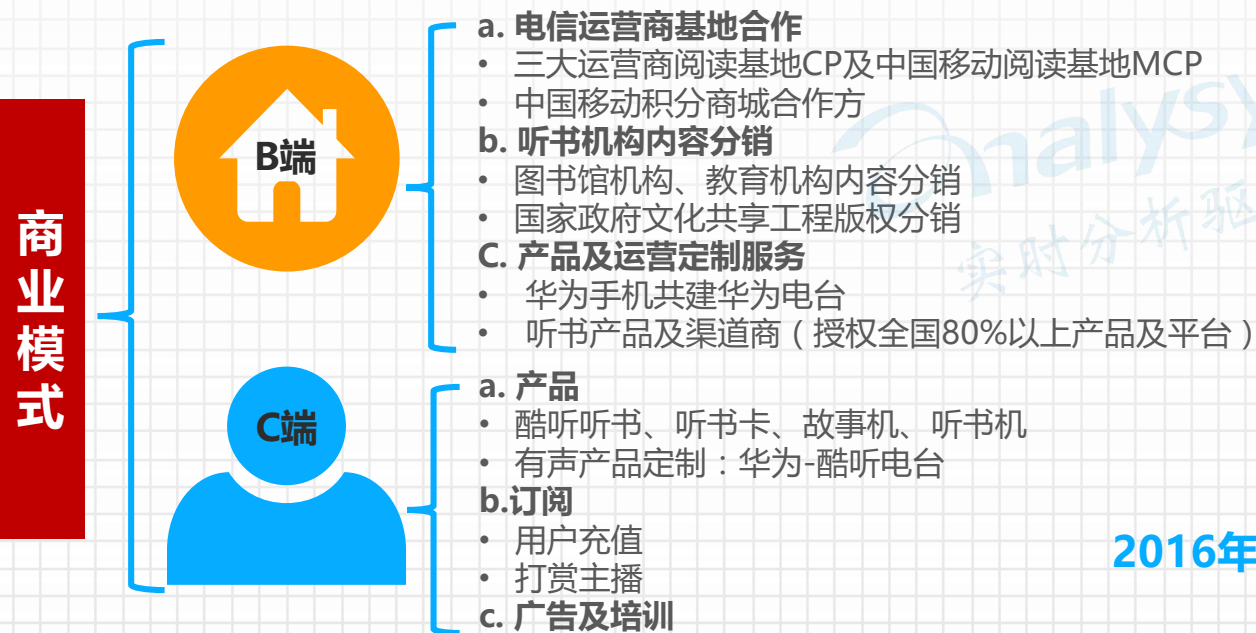 商业模式
B端
a. 电信运营商基地合作
• 三大运营商阅读基地CP及中国移动阅读基地MCP
• 中国移动积分商城合作方
b. 听书机构内容分销
• 图书馆机构、教育机构内容分销
• 国家政府文化共享工程版权分销
C. 产品及运营定制服务
• 华为手机共建华为电台
• 听书产品及渠道商（授权全国80%以上产品及平台）
C端
a. 产品
• 酷听听书、听书卡、故事机、听书机
• 有声产品定制：华为-酷听电台
b.订阅
• 用户充值
• 打赏主播
c. 广告及培训
2016年
nalysy
实时分析驱